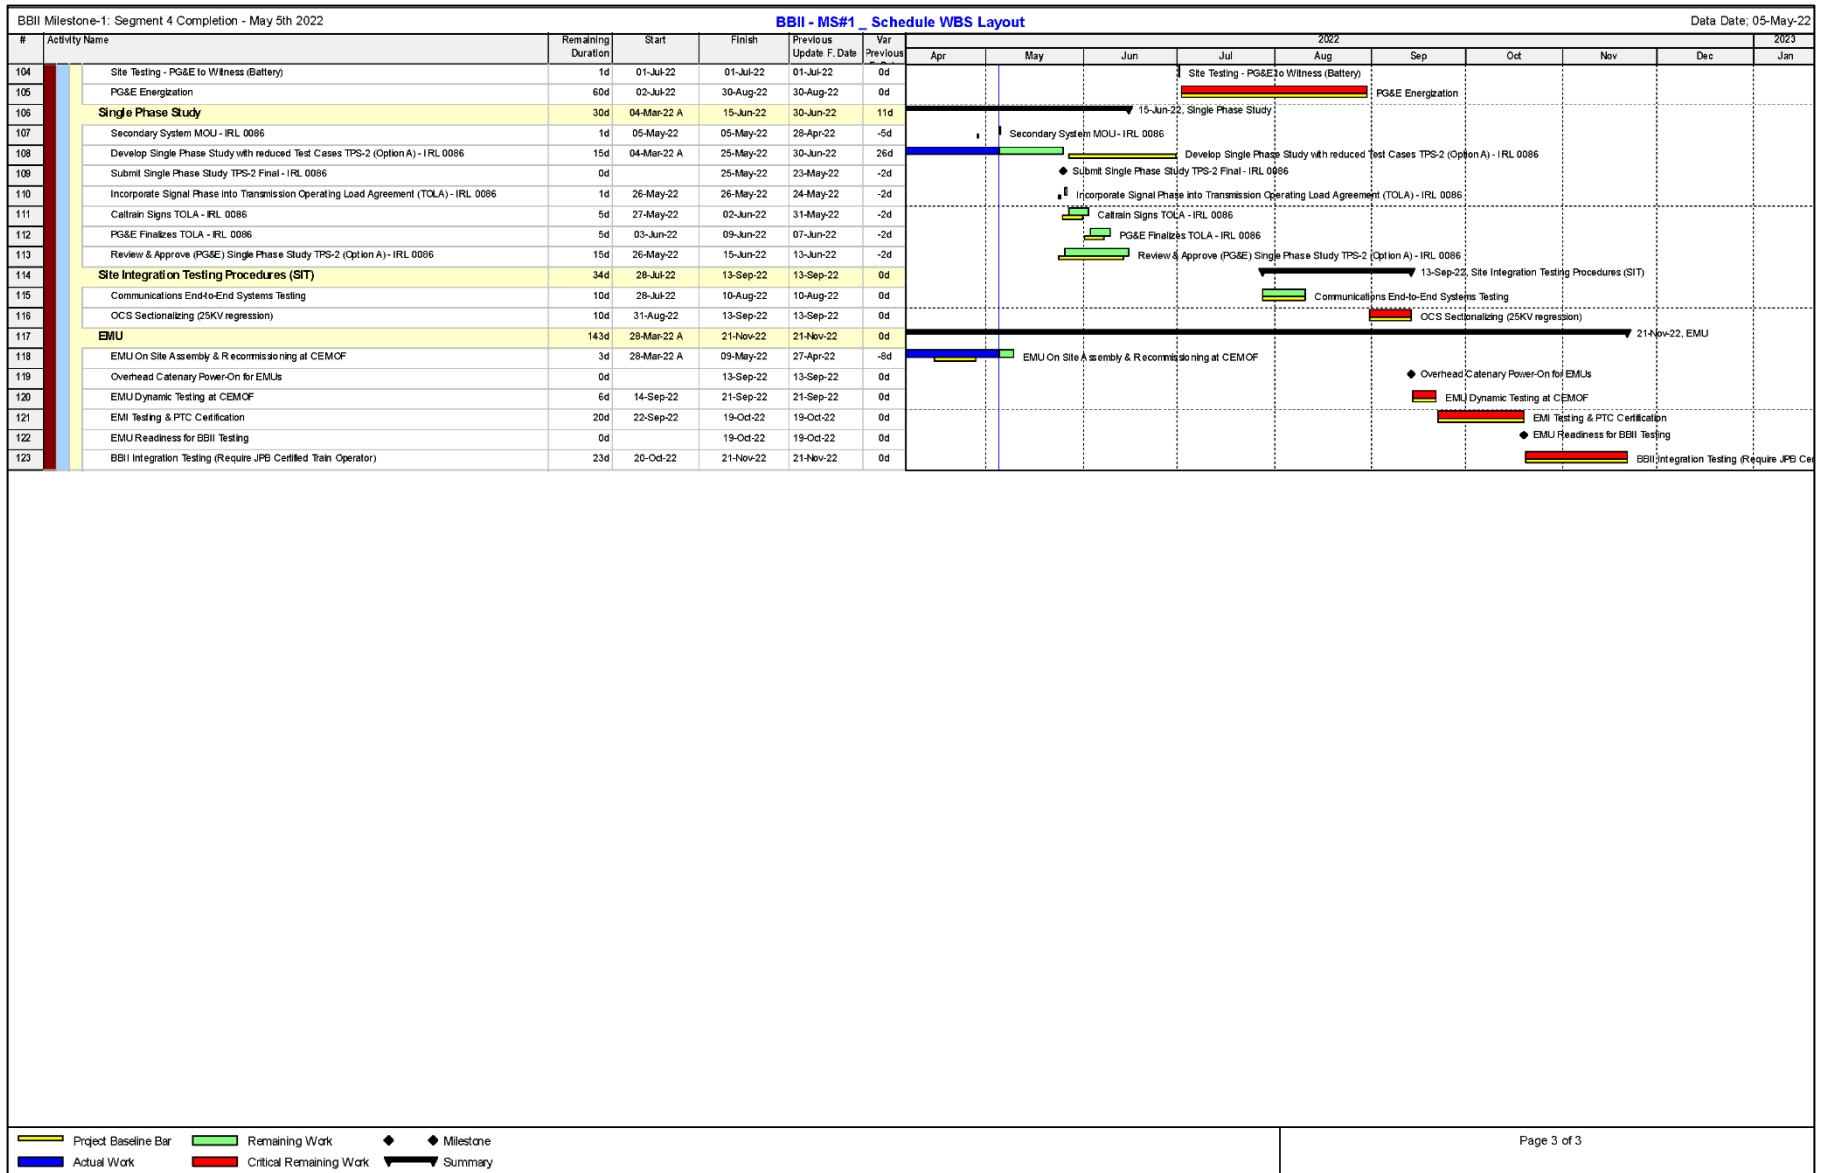 BBII Milestone-1: Segment 4 Completion - May 5th 2022
BBII - MS#1 _ Schedule WBS Layout
Data Date; 05-May-22
# Activity Name Remaining Duration Start Finish Previous Update F. Date Var Previous
2022 2023
Apr May Jun Jul Aug Sep Oct Nov Dec Jan
104 Site Testing - PG&E to Witness (Battery) 1d 01-Jul-22 01-Jul-22 01-Jul-22 0d Site Testing - PG&E to Witness (Battery)
105 PG&E Energization 60d 02-Jul-22 30-Aug-22 30-Aug-22 0d PG&E Energization
106 Single Phase Study 30d 04-Mar-22 A 15-Jun-22 30-Jun-22 11d 15-Jun-22, Single Phase Study
107 Secondary System MOU - IRL 0086 1d 05-May-22 05-May-22 28-Apr-22 -5d Secondary System MOU - IRL 0086
108 Develop Single Phase Study with reduced Test Cases TPS-2 (Option A) - IRL 0086 15d 04-Mar-22 A 25-May-22 30-Jun-22 26d Develop Single Phase Study with reduced Test Cases TPS-2 (Option A) - IRL 0086
109 Submit Single Phase Study TPS-2 Final - IRL 0086 0d 25-May-22 23-May-22 -2d Submit Single Phase Study TPS-2 Final - IRL 0086
110 Incorporate Signal Phase into Transmission Operating Load Agreement (TOLA) - IRL 0086 1d 26-May-22 26-May-22 24-May-22 -2d Incorporate Signal Phase into Transmission Operating Load Agreement (TOLA) - IRL 0086
111 Caltrain Signs TOLA - IRL 0086 5d 27-May-22 02-Jun-22 31-May-22 -2d Caltrain Signs TOLA - IRL 0086
112 PG&E Finalizes TOLA - IRL 0086 5d 03-Jun-22 09-Jun-22 07-Jun-22 -2d PG&E Finalizes TOLA - IRL 0086
113 Review & Approve (PG&E) Single Phase Study TPS-2 (Option A) - IRL 0086 15d 26-May-22 15-Jun-22 13-Jun-22 -2d Review & Approve (PG&E) Single Phase Study TPS-2 (Option A) - IRL 0086
114 Site Integration Testing Procedures (SIT) 34d 28-Jul-22 13-Sep-22 13-Sep-22 0d 13-Sep-22, Site Integration Testing Procedures (SIT)
115 Communications End-to-End Systems Testing 10d 28-Jul-22 10-Aug-22 10-Aug-22 0d Communications End-to-End Systems Testing
116 OCS Sectionalizing (25KV regression) 10d 31-Aug-22 13-Sep-22 13-Sep-22 0d OCS Sectionalizing (25KV regression)
117 EMU 143d 28-Mar-22 A 21-Nov-22 21-Nov-22 0d 21-Nov-22, EMU
118 EMU On Site Assembly & Recommissioning at CEMOF 3d 28-Mar-22 A 09-May-22 27-Apr-22 -8d EMU On Site Assembly & Recommissioning at CEMOF
119 Overhead Catenary Power-On for EMUs 0d 13-Sep-22 13-Sep-22 0d Overhead Catenary Power-On for EMUs
120 EMU Dynamic Testing at CEMOF 6d 14-Sep-22 21-Sep-22 21-Sep-22 0d EMU Dynamic Testing at CEMOF
121 EMI Testing & PTC Certification 20d 22-Sep-22 19-Oct-22 19-Oct-22 0d EMI Testing & PTC Certification
122 EMU Readiness for BBII Testing 0d 19-Oct-22 19-Oct-22 0d EMU Readiness for BBII Testing
123 BBII Integration Testing (Require JPB Certified Train Operator) 23d 20-Oct-22 21-Nov-22 21-Nov-22 0d BBII Integration Testing (Require JPB Cer
Project Baseline Bar Remaining Work Milestone
Actual Work Critical Remaining Work Summary
Page 3 of 3